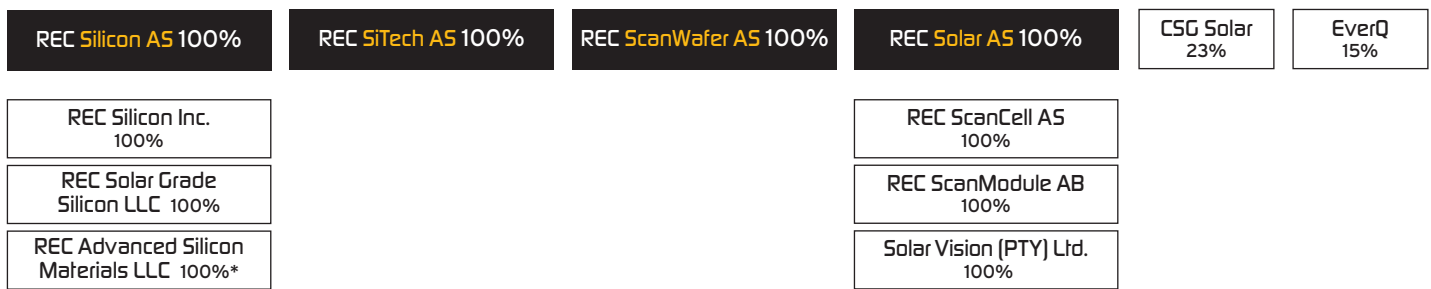 REC Silicon AS 100%
REC SiTech AS 100%
REC ScanWafer AS 100%
REC Solar AS 100%
CSG Solar
23%
EverQ
15%
REC Silicon Inc.
100%
REC Solar Grade
Silicon LLC 100%
REC Advanced Silicon
Materials LLC 100%*
REC ScanCell AS
100%
REC ScanModule AB
100%
Solar Vision (PTY) Ltd.
100%